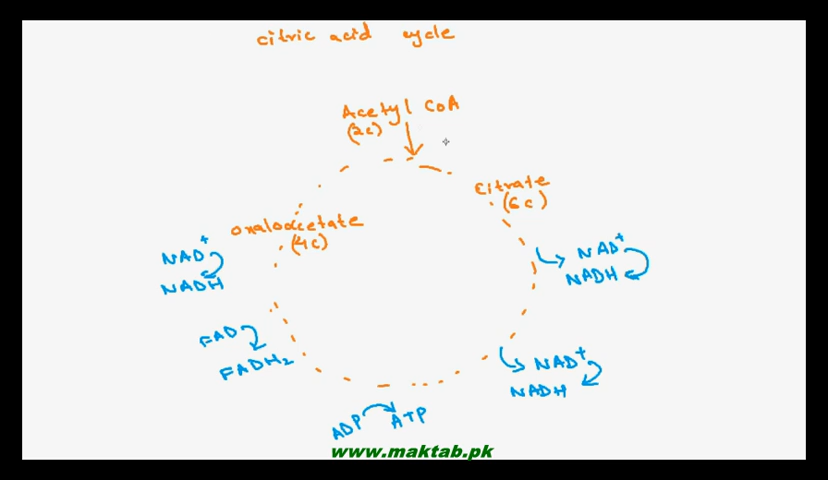 citric acid cycle
Acetyl CoA
(2c)
citrate
(6c)
oxaloacetate
(4c)
NAD+
NADH
NAD+
NADH
FAD
FADH2
NAD+
NADH
ADP ATP
www.maktab.pk